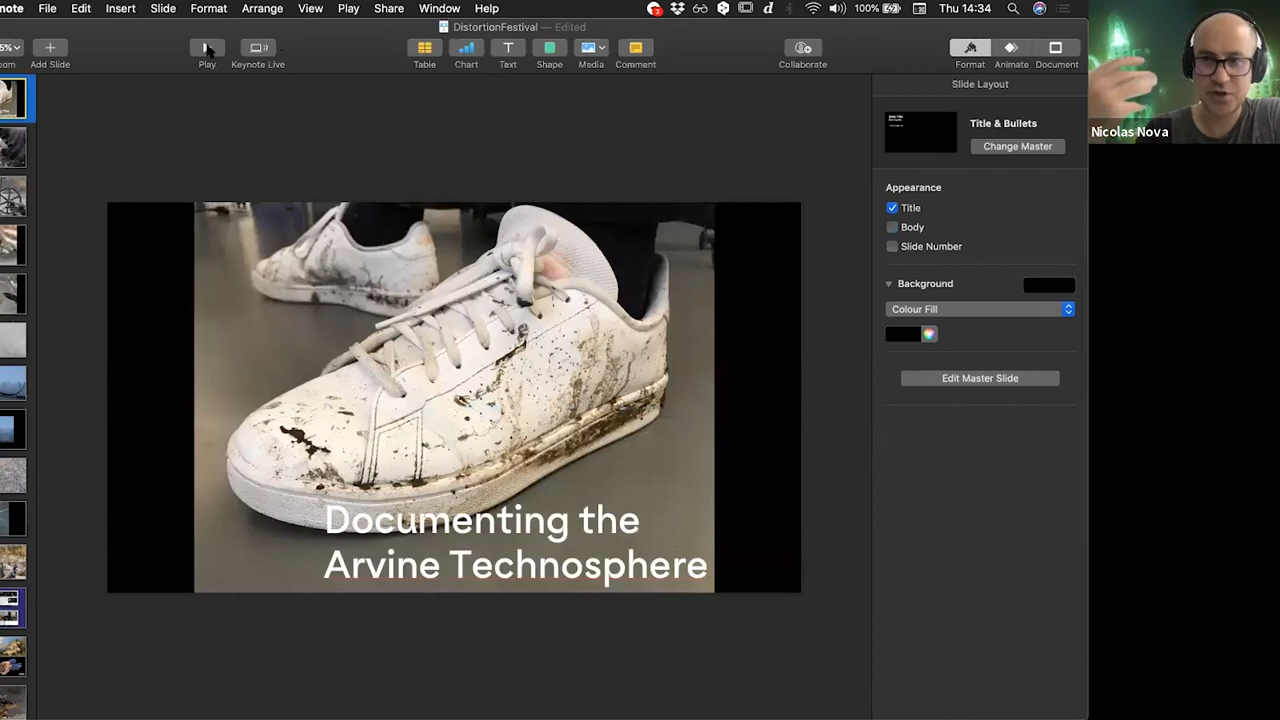 note File Edit Insert Slide Format Arrange View Play Share Window Help 100% Thu 14:34
DistortionFestival — Edited
5%
Zoom Add Slide Play Keynote Live Table Chart Text Shape Media Comment Collaborate Format Animate Document
Slide Layout
Title & Bullets
Change Master
Appearance
Title
Body
Slide Number
Background
Colour Fill
Edit Master Slide
Documenting the
Arvine Technosphere
Nicolas Nova